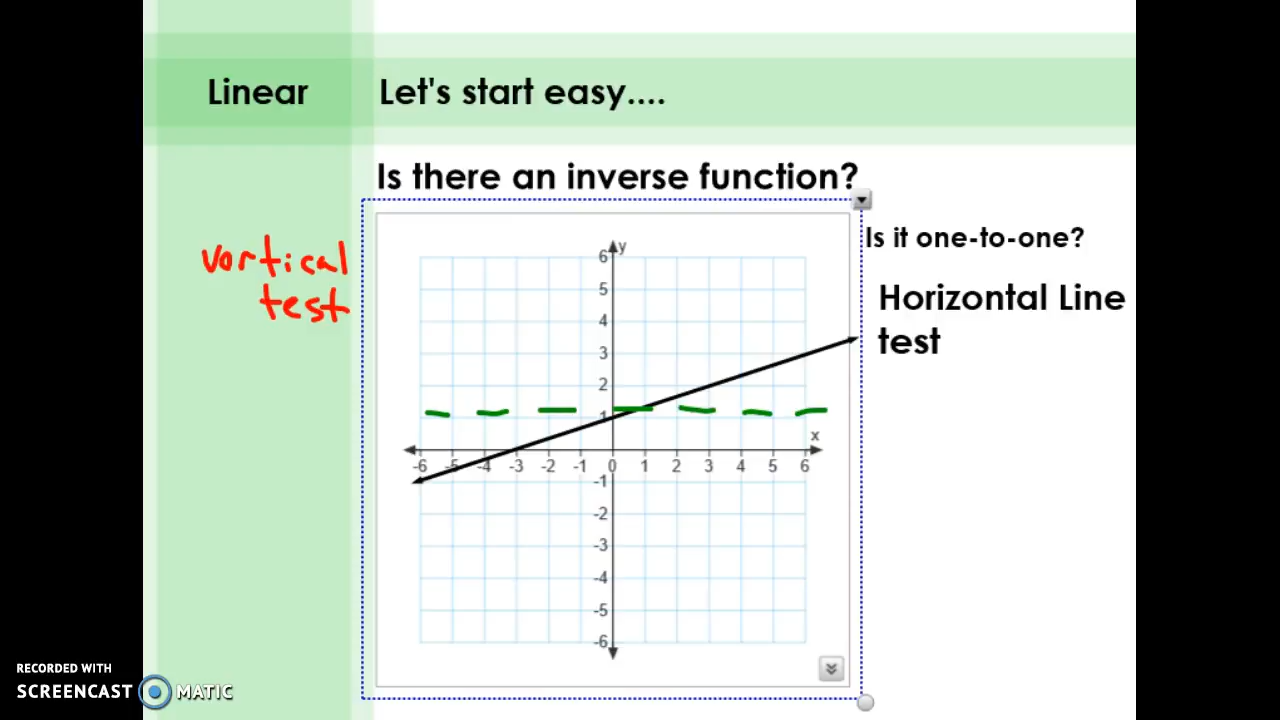 Linear
Let's start easy....
Is there an inverse function?
vortical
test
Is it one-to-one?
Horizontal Line
test
y
6
5
4
3
2
1
x
-6 -5 -4 -3 -2 -1 0 1 2 3 4 5 6
-1
-2
-3
-4
-5
-6
RECORDED WITH
SCREENCAST MATIC